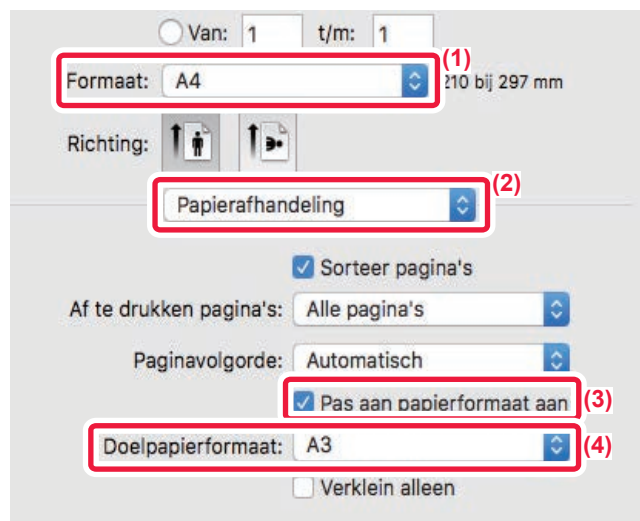 Van: 1 t/m: 1
(1)
Formaat: A4 210 bij 297 mm
Richting:
(2)
Papierafhandeling
Sorteer pagina's
Af te drukken pagina's: Alle pagina's
Paginavolgorde: Automatisch
Pas aan papierformaat aan (3)
Doelpapierformaat: A3 (4)
Verklein alleen